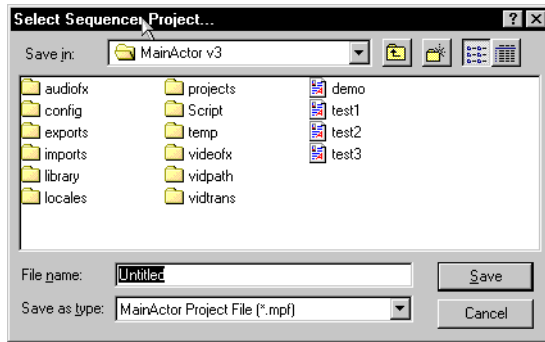 Select Sequencer Project...
Save in: MainActor v3
audiofx projects demo
config Script test1
exports temp test2
imports videofx test3
library vidpath
locales vidtrans
File name: Untitled Save
Save as type: MainActor Project File (*.mpf) Cancel